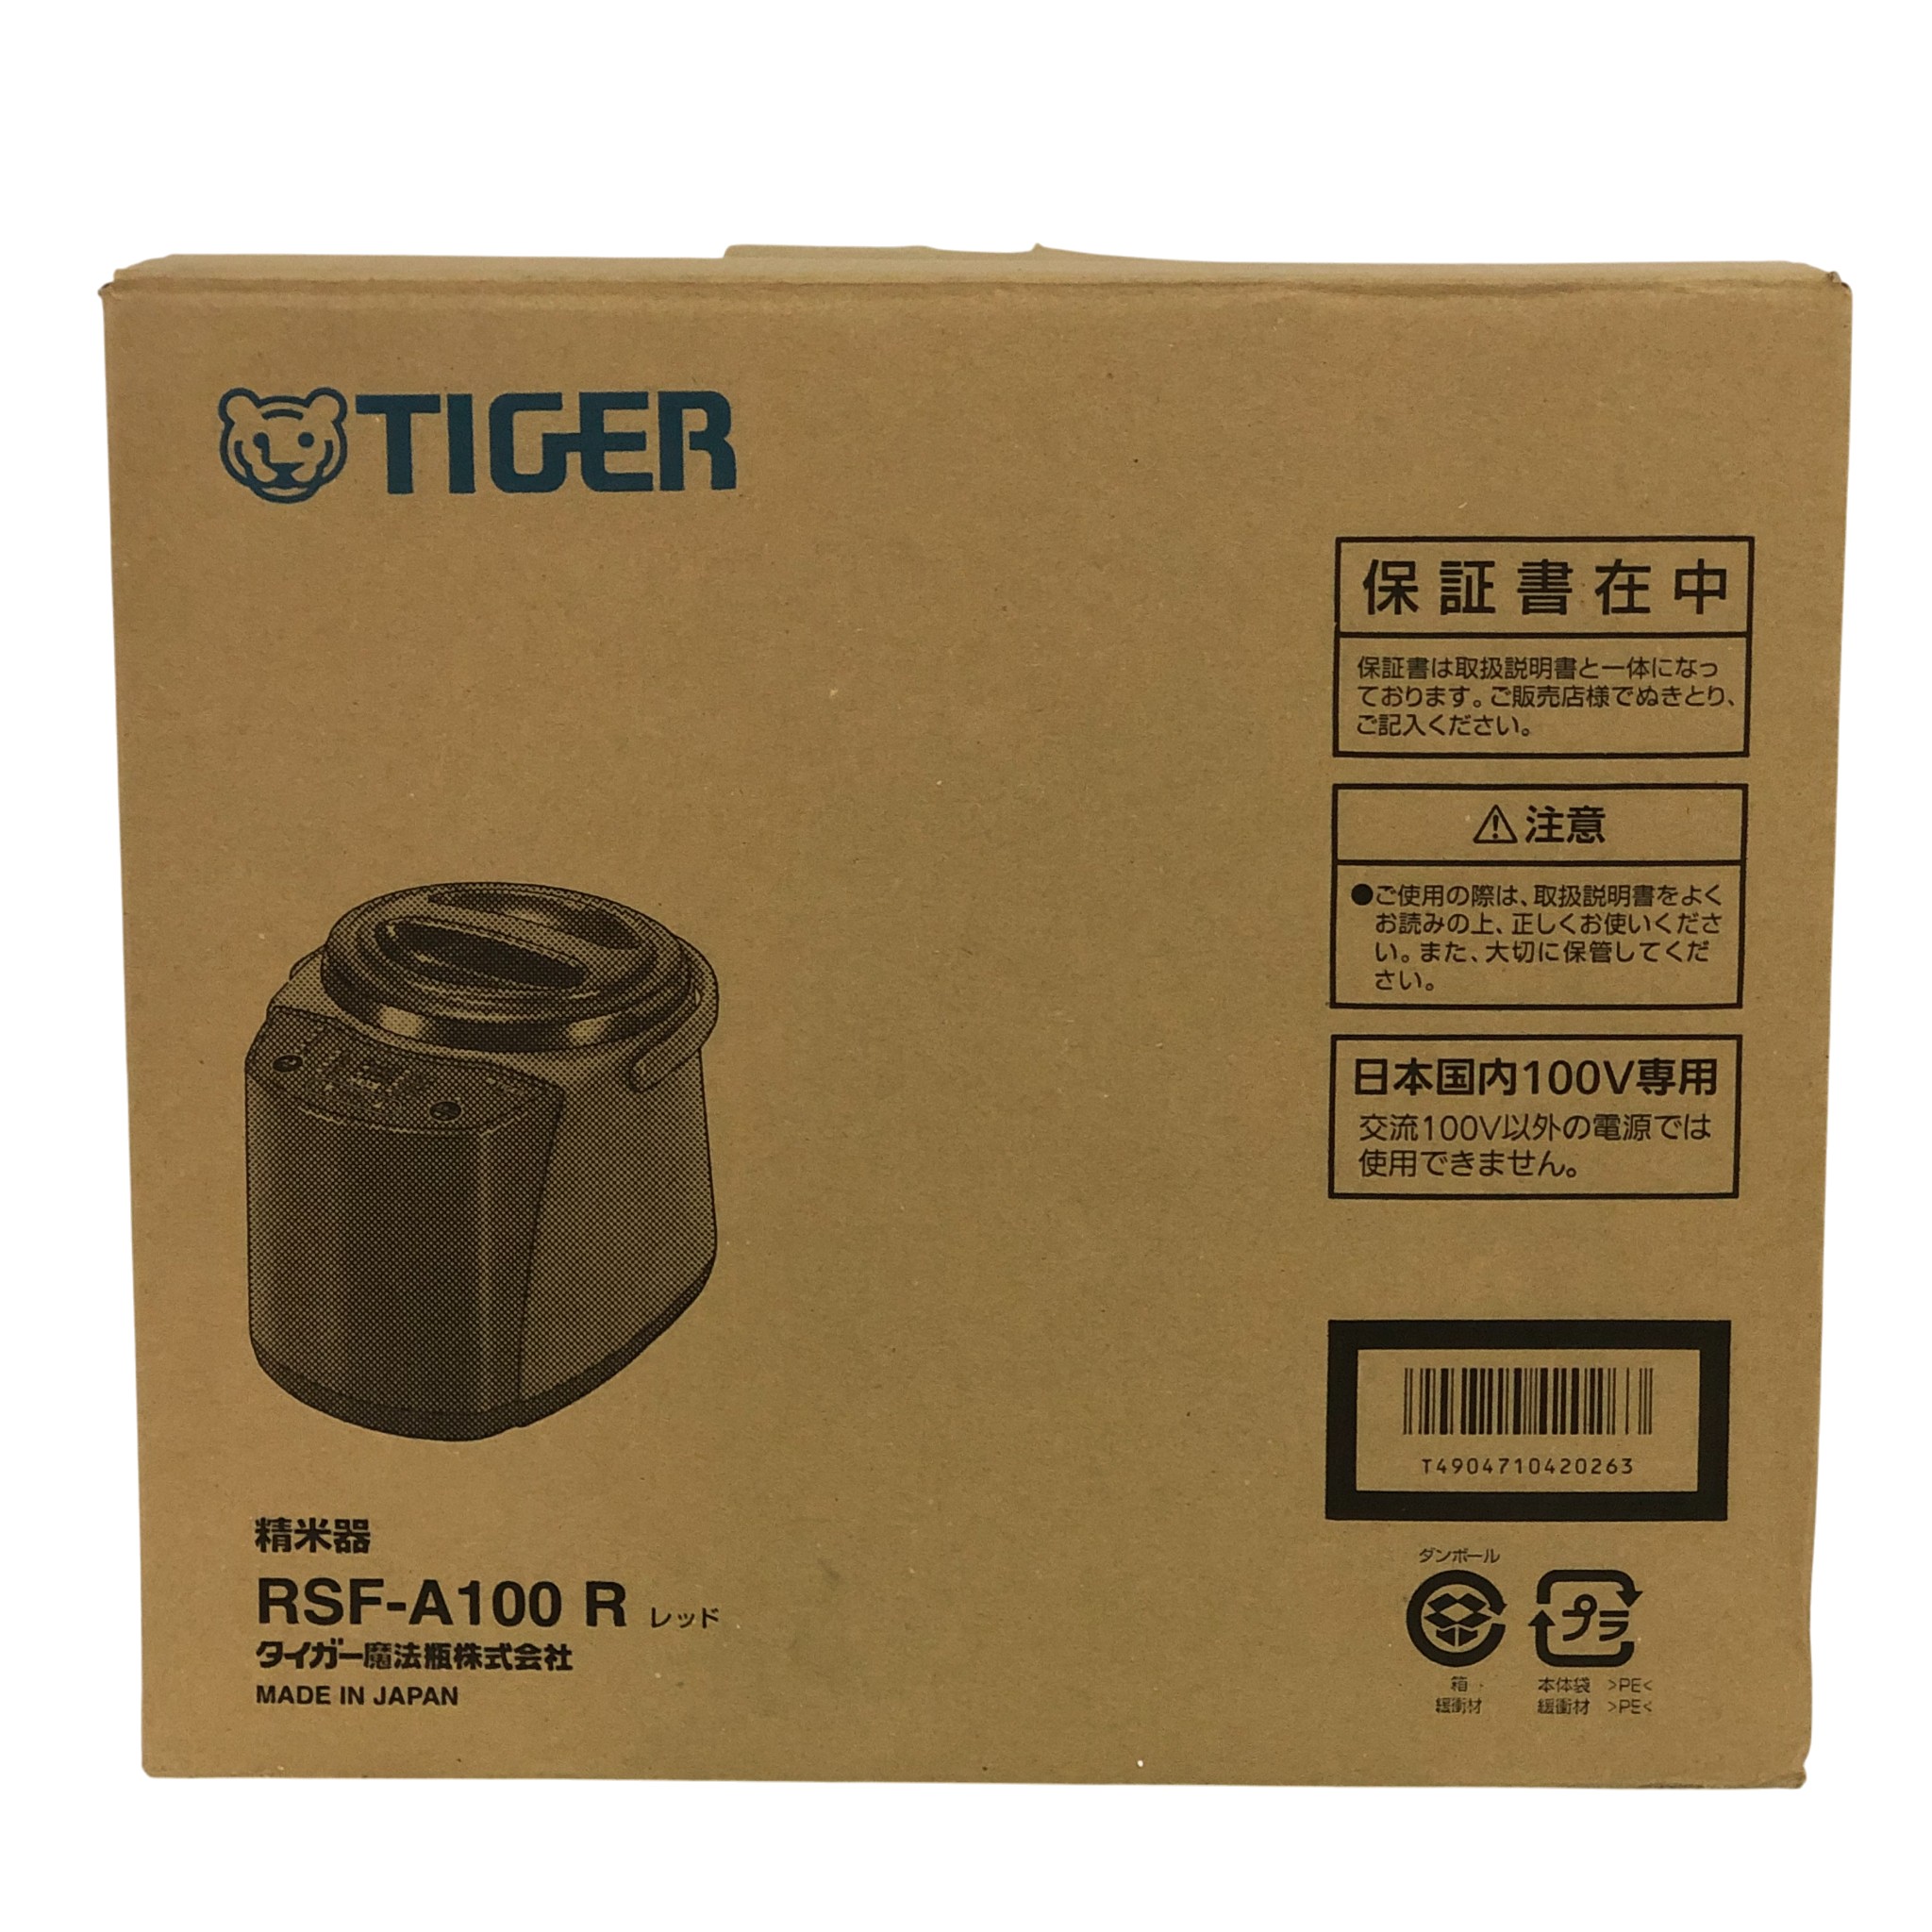 TIGER
保証書在中
保証書は取扱説明書と一体になっ
ております。ご販売店様でぬきとり、
ご記入ください。
⚠注意
●ご使用の際は、取扱説明書をよく
お読みの上、正しくお使いくださ
い。また、大切に保管してくだ
さい。
日本国内100V専用
交流100V以外の電源では
使用できません。
T4904710420263
精米器
RSF-A100 R レッド
タイガー魔法瓶株式会社
MADE IN JAPAN
ダンボール
プラ
箱
緩衝材
本体袋 >PE<
緩衝材 >PE<